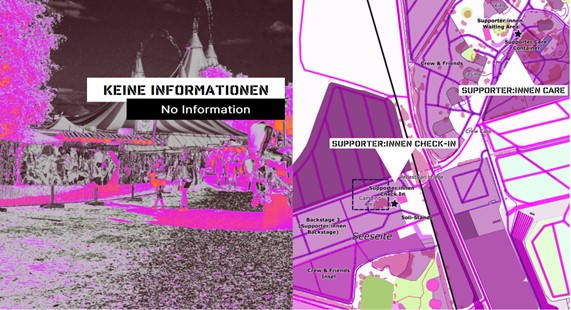 KEINE INFORMATIONEN
No Information
Supporter:innen
Waiting Area
Supporter Care
Container
Crew & Friends
SUPPORTER:INNEN CARE
SUPPORTER:INNEN CHECK-IN
Supporter:innen
Check In
Soli-Stand
Backstage 3
(Supporter:innen
Backstage)
Seeseite
Crew & Friends
Insel